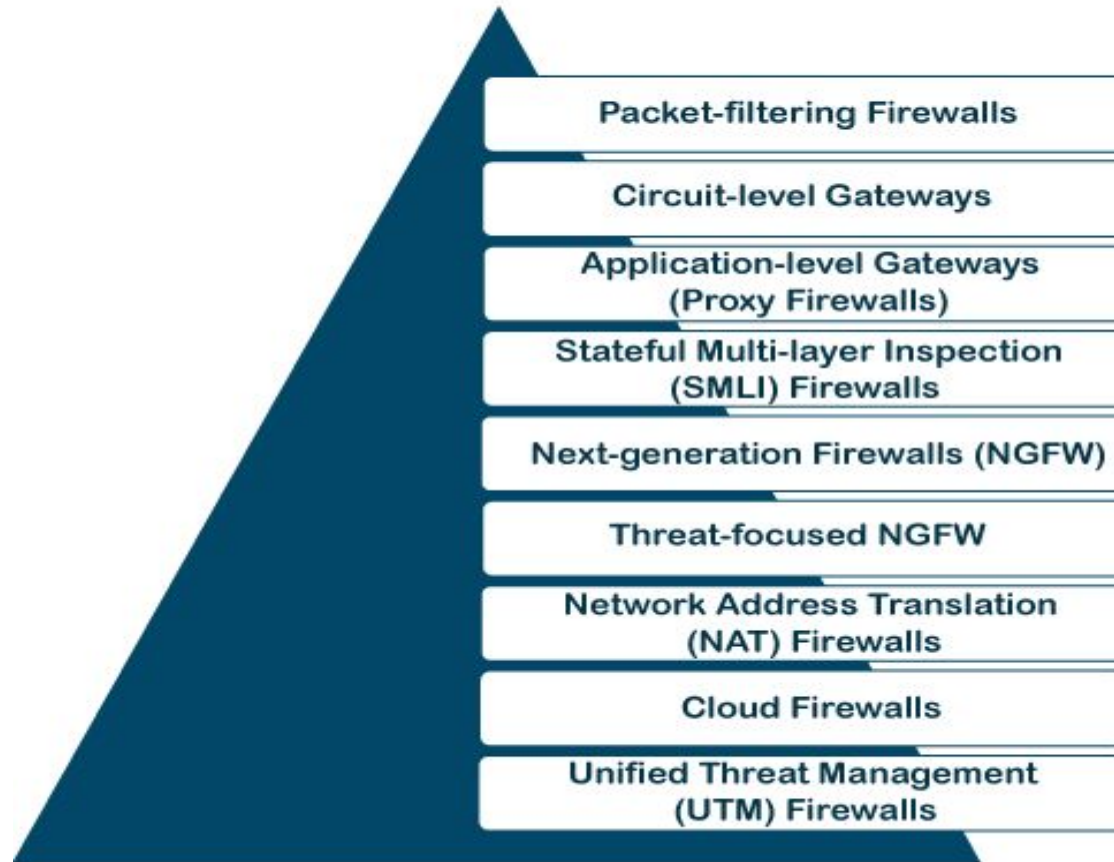 Packet-filtering Firewalls
Circuit-level Gateways
Application-level Gateways
(Proxy Firewalls)
Stateful Multi-layer Inspection
(SMLI) Firewalls
Next-generation Firewalls (NGFW)
Threat-focused NGFW
Network Address Translation
(NAT) Firewalls
Cloud Firewalls
Unified Threat Management
(UTM) Firewalls